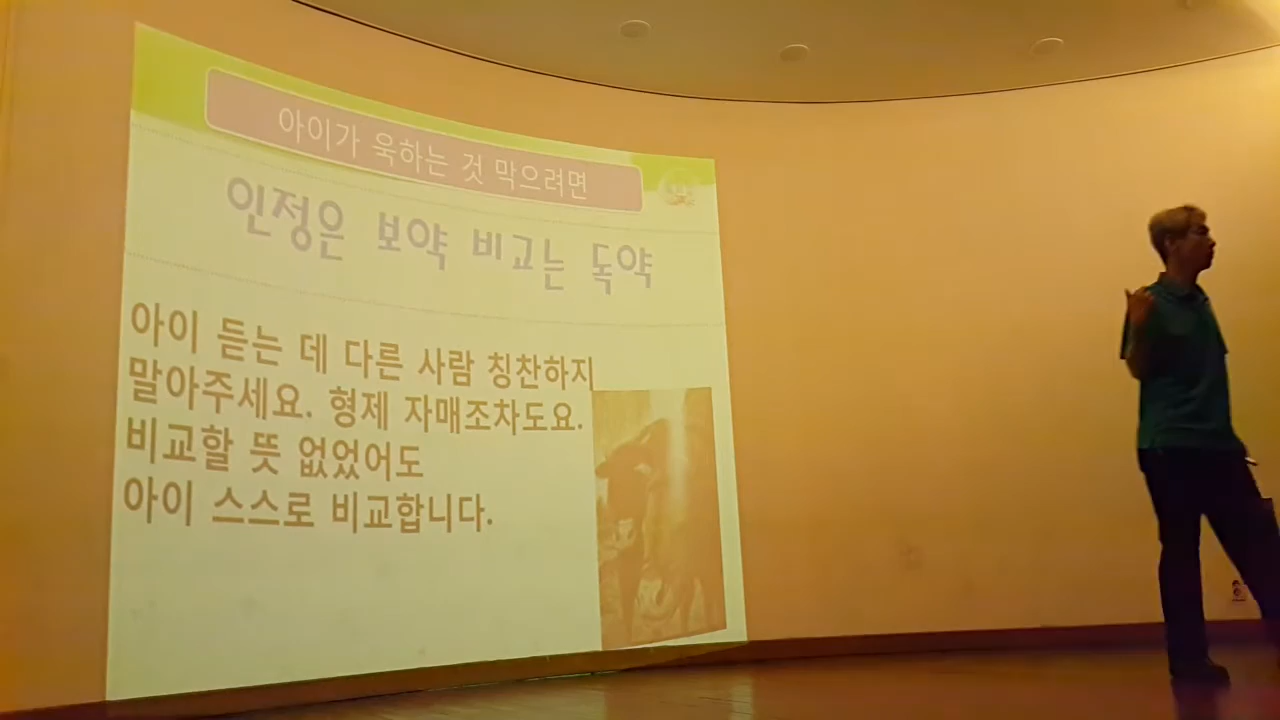 아이가 욱하는 것 막으려면
인정은 보약 비교는 독약
아이 듣는 데 다른 사람 칭찬하지
말아주세요. 형제 자매조차도요.
비교할 뜻 없었어도
아이 스스로 비교합니다.